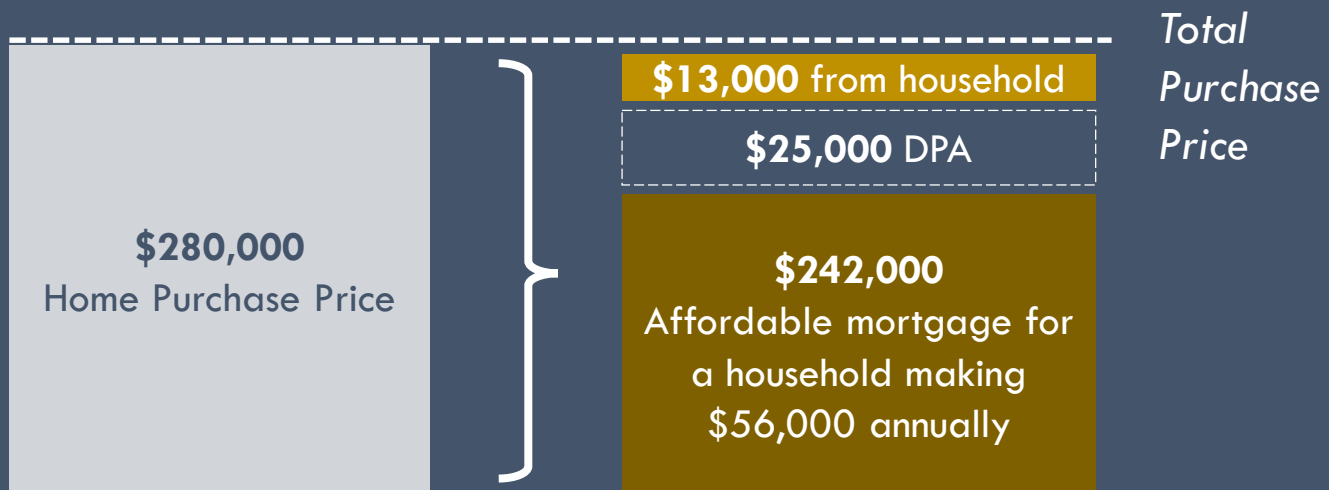 Total
Purchase
Price
$280,000
Home Purchase Price
$13,000 from household
$25,000 DPA
$242,000
Affordable mortgage for
a household making
$56,000 annually